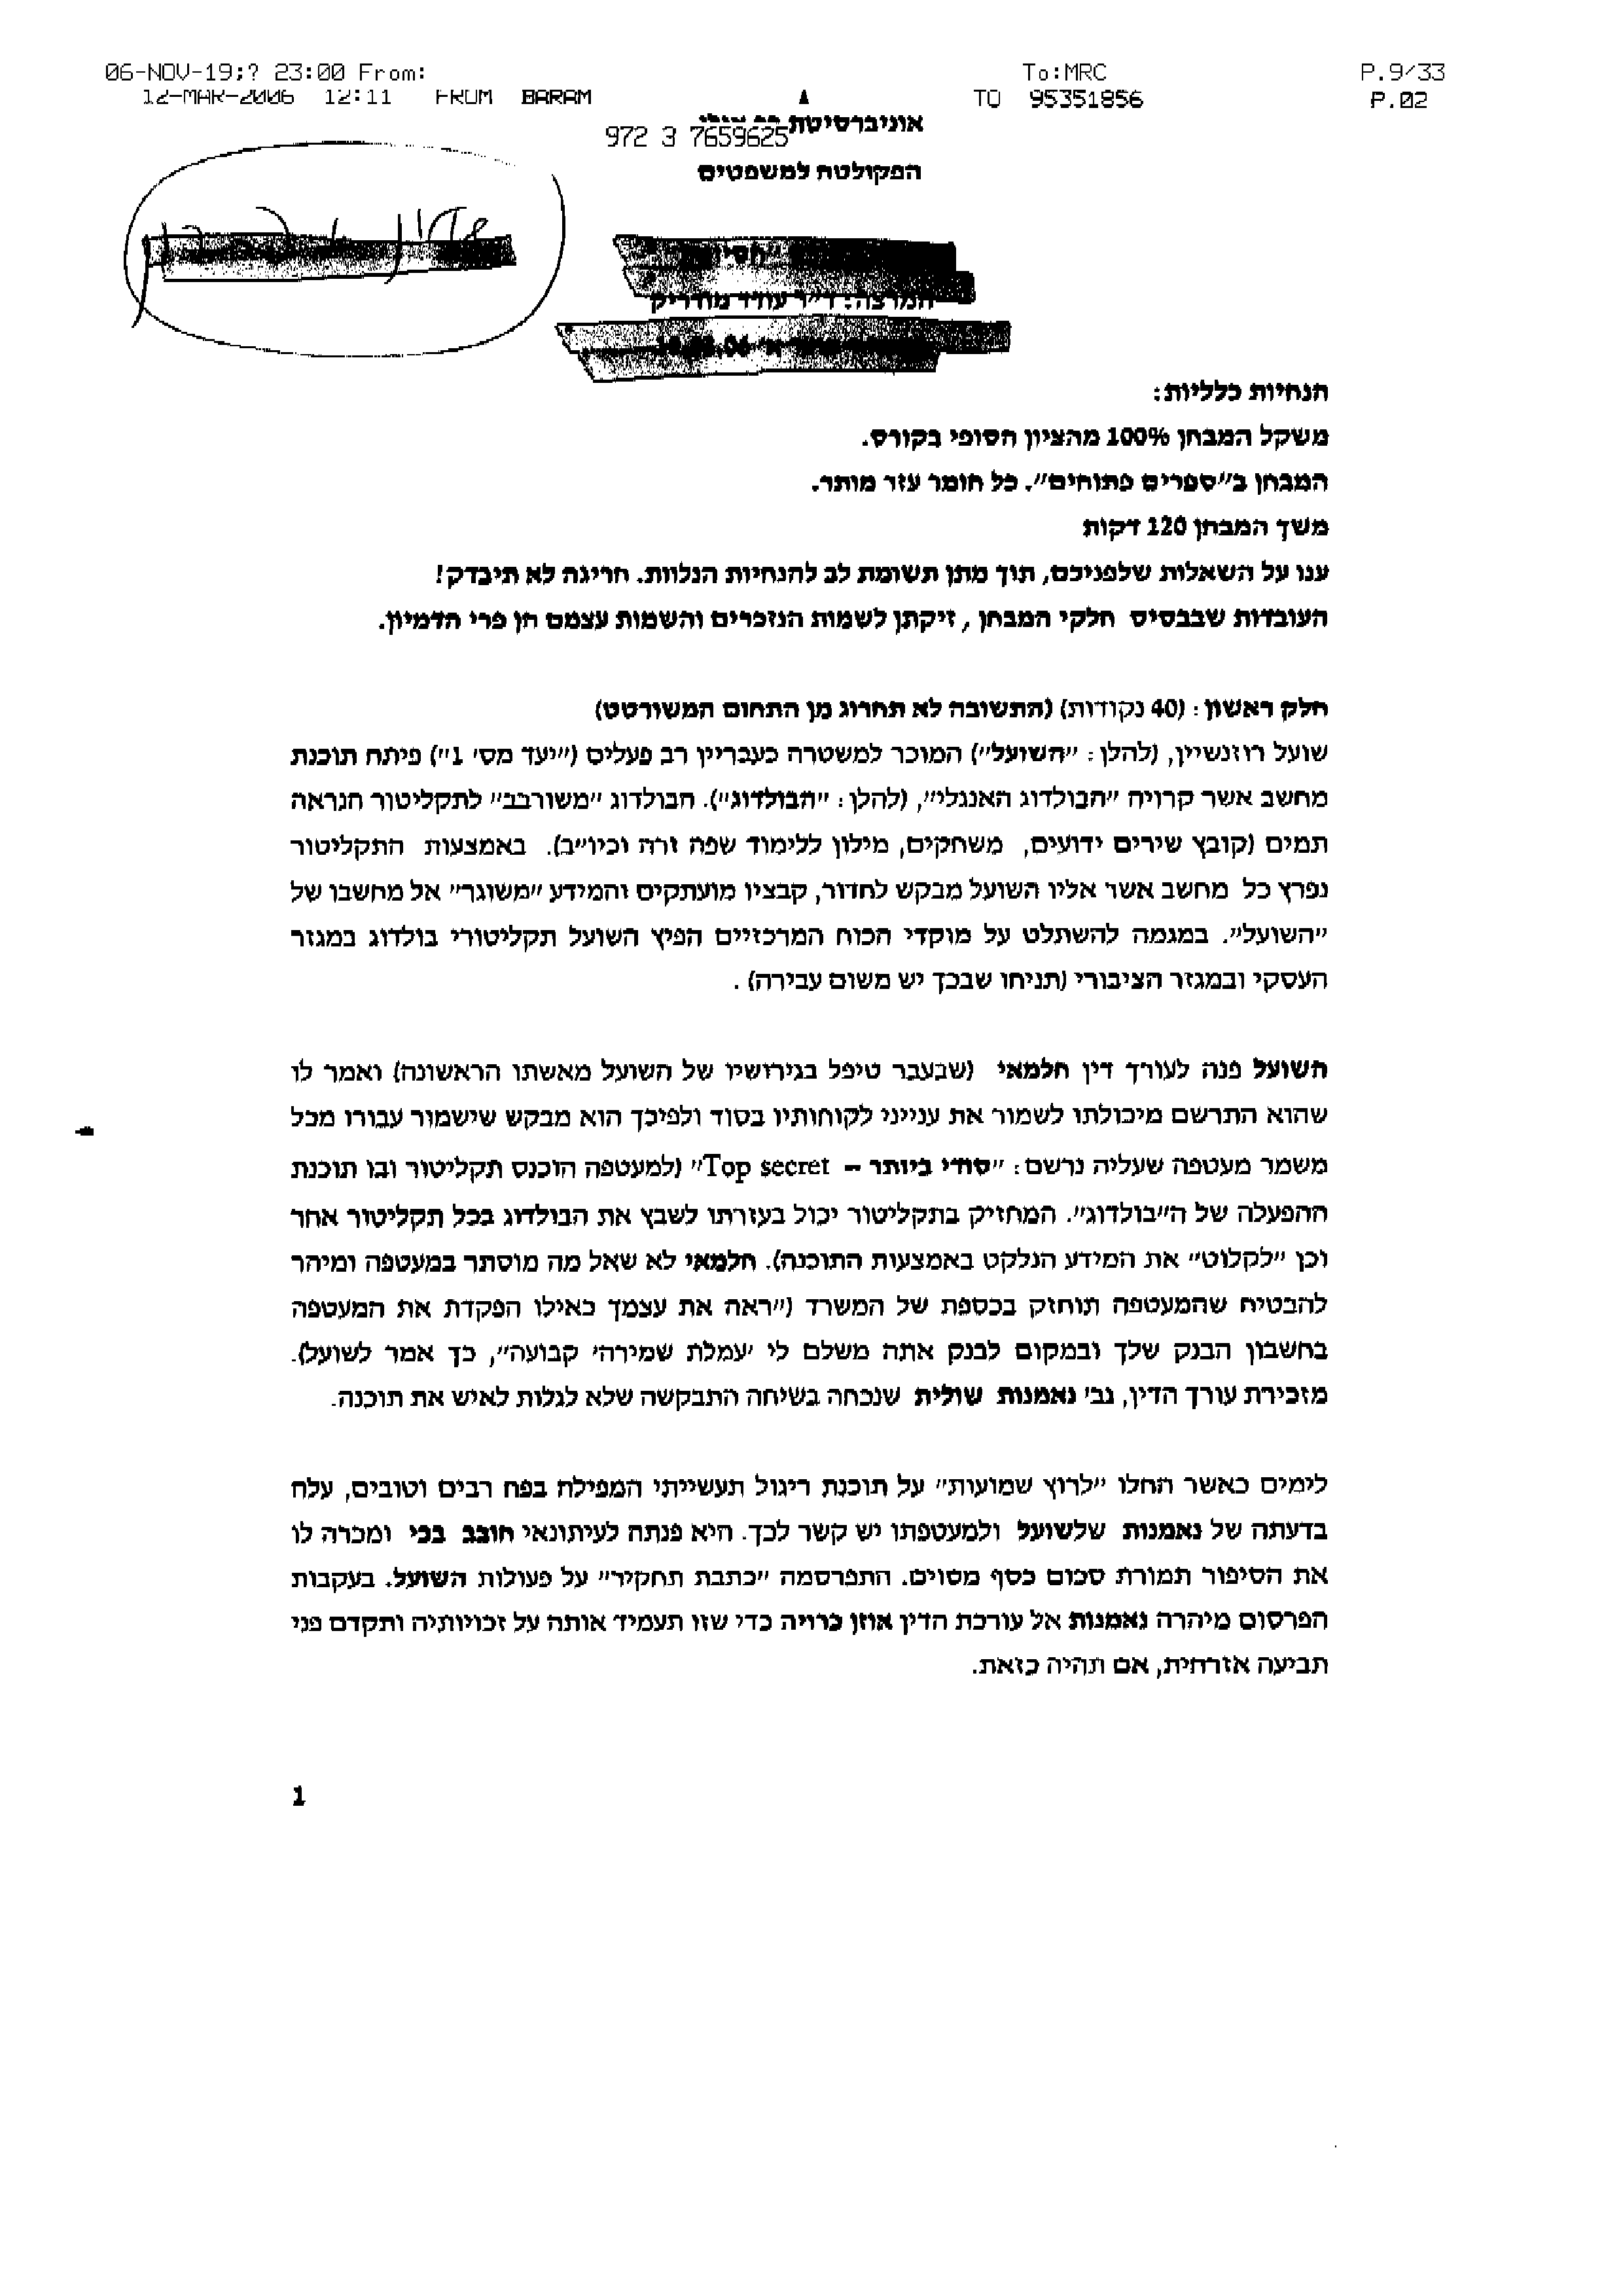 06-NOV-19;? 23:00 From: To:MRC P.9/33
12-MAR-2006 12:11 FROM BARAM TO 95351856 P.02
אוניברסיטת
972 3 7659625
הפקולטה למשפטים
המרצה: ד"ר עודד מודריק
הנחיות כלליות:
משקל המבחן 100% מהציון הסופי בקורס.
המבחן ב"ספרים פתוחים". כל חומר עזר מותר.
משך המבחן 120 דקות
ענו על השאלות שלפניכם, תוך מתן תשומת לב להנחיות הנלוות. חריגה לא תיבדק!
העובדות שבבסיס חלקי המבחן, זיקתן לשמות הנזכרים והשמות עצמם הן פרי הדמיון.
חלק ראשון: (40 נקודות) (התשובה לא תחרוג מן התחום המשורטט)
שועל רוזנשיין, (להלן: "השועל") המוכר למשטרה כעבריין רב פעלים ("יעד מס' 1") פיתח תוכנת
מחשב אשר קרויה "הבולדוג האנגלי", (להלן: "הבולדוג"). הבולדוג "משורבב" לתקליטור הנראה
תמים (קובץ שירים ידועים, משחקים, מילון ללימוד שפה זרה וכיו"ב). באמצעות התקליטור
נפרץ כל מחשב אשר אליו השועל מבקש לחדור, קבציו מועתקים והמידע "משוגר" אל מחשבו של
"השועל". במגמה להשתלט על מוקדי הכוח המרכזיים הפיץ השועל תקליטורי בולדוג במגזר
העסקי ובמגזר הציבורי (תניחו שבכך יש משום עבירה).
השועל פנה לעורך דין חלמאי (שבעבר טיפל בגירושיו של השועל מאשתו הראשונה) ואמר לו
שהוא התרשם מיכולתו לשמור את ענייני לקוחותיו בסוד ולפיכך הוא מבקש שישמור עבורו מכל
משמר מעטפה שעליה נרשם: "סודי ביותר – Top secret" (למעטפה הוכנס תקליטור ובו תוכנת
ההפעלה של ה"בולדוג". המחזיק בתקליטור יכול בעזרתו לשבץ את הבולדוג בכל תקליטור אחר
וכן "לקלוט" את המידע הנלקט באמצעות התוכנה). חלמאי לא שאל מה מוסתר במעטפה ומיהר
להבטיח שהמעטפה תוחזק בכספת של המשרד ("ראה את עצמך כאילו הפקדת את המעטפה
בחשבון הבנק שלך ובמקום לבנק אתה משלם לי 'עמלת שמירה' קבועה", כך אמר לשועל).
מזכירת עורך הדין, גב' נאמנות שולית שנכחה בשיחה התבקשה שלא לגלות לאיש את תוכנה.
לימים כאשר החלו "לרוץ שמועות" על תוכנת ריגול תעשייתי המפילה בפח רבים וטובים, עלה
בדעתה של נאמנות שלשועל ולמעטפתו יש קשר לכך. היא פנתה לעיתונאי חובב בכי ומכרה לו
את הסיפור תמורת סכום כסף מסוים. התפרסמה "כתבת תחקיר" על פעולות השועל. בעקבות
הפרסום מיהרה נאמנות אל עורכת הדין אוזן כרויה כדי שזו תעמיד אותה על זכויותיה ותקדם פני
תביעה אזרחית, אם תהיה כזאת.
1